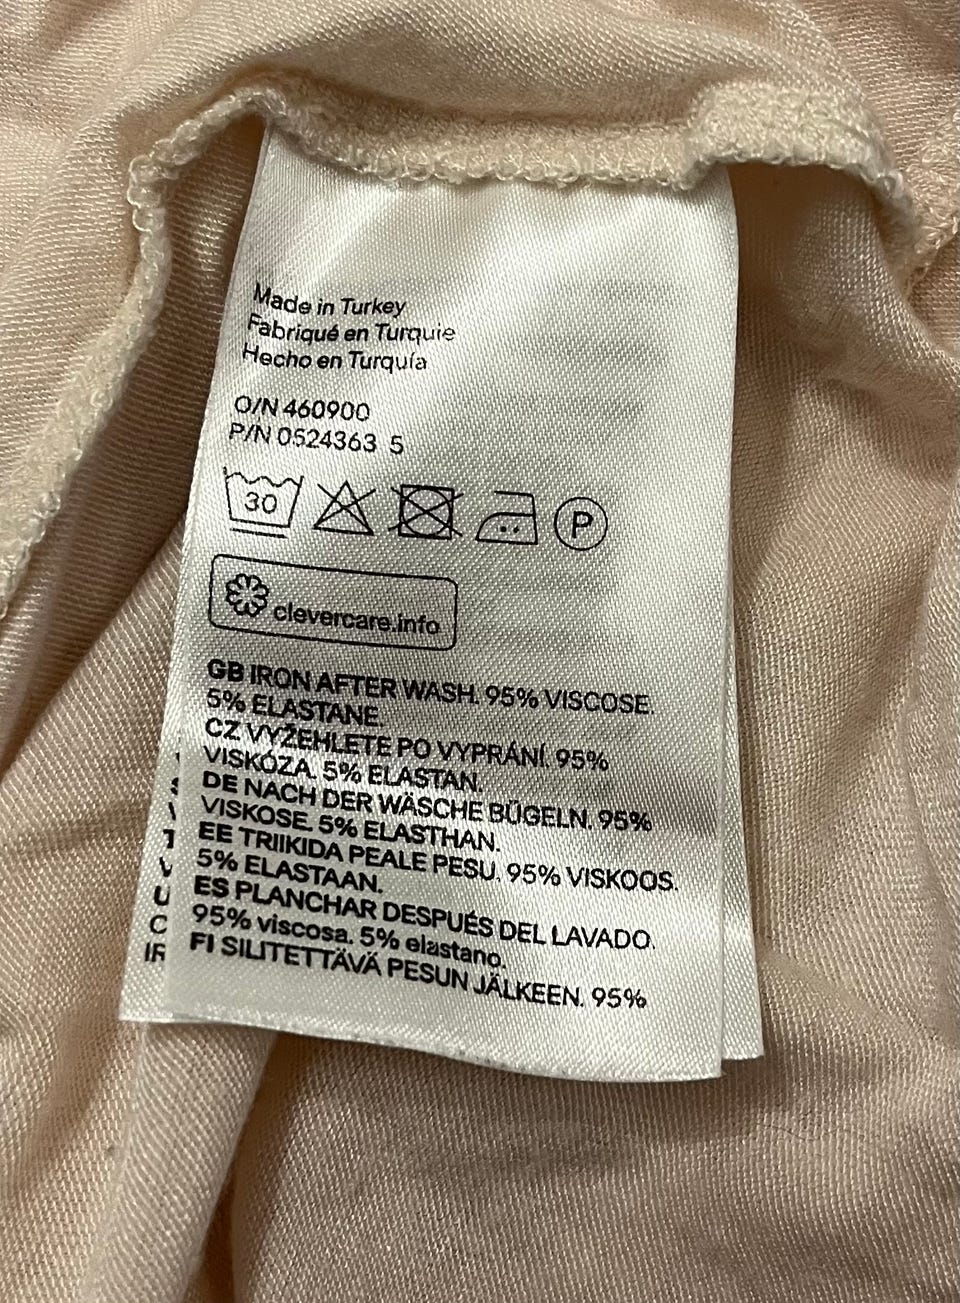 Made in Turkey
Fabriqué en Turquie
Hecho en Turquía
O/N 460900
P/N 0524363 5
30
P
clevercare.info
GB IRON AFTER WASH. 95% VISCOSE.
5% ELASTANE.
CZ VYŽEHLETE PO VYPRÁNÍ. 95%
VISKÓZA. 5% ELASTAN.
DE NACH DER WÄSCHE BÜGELN. 95%
VISKOSE. 5% ELASTHAN.
EE TRIIKIDA PEALE PESU. 95% VISKOOS.
5% ELASTAAN.
ES PLANCHAR DESPUÉS DEL LAVADO.
95% viscosa. 5% elastano.
FI SILITETTÄVÄ PESUN JÄLKEEN. 95%